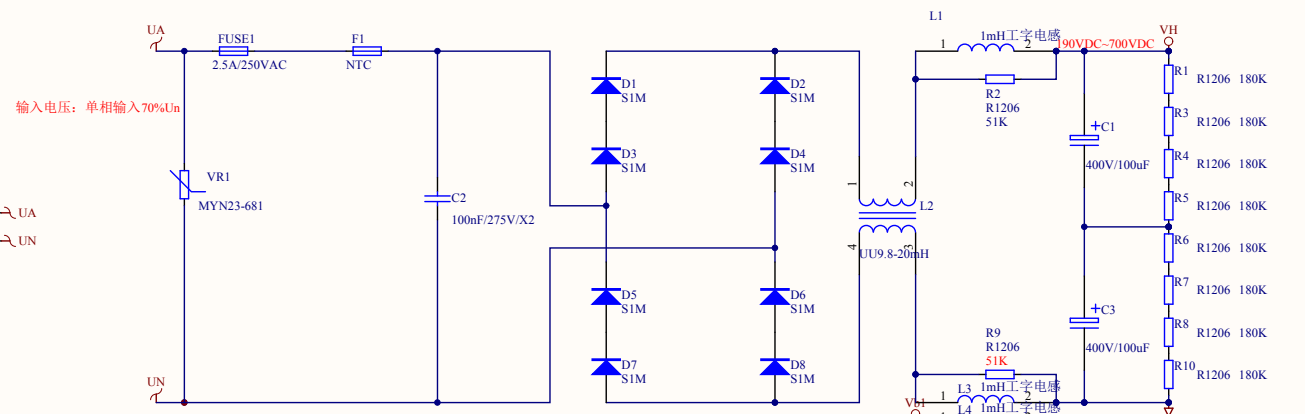 L1
UA
VH
FUSE1
F1
1
1mH工字电感
2
190VDC~700VDC
2.5A/250VAC
NTC
R1
R1206 180K
D1
S1M
D2
S1M
R2
R1206
51K
输入电压：单相输入70%Un
R3
R1206 180K
+C1
400V/100uF
D3
S1M
D4
S1M
R4
R1206 180K
VR1
MYN23-681
1
2
C2
100nF/275V/X2
R5
R1206 180K
L2
UA
UN
4
3
UU9.8-20mH
R6
R1206 180K
R7
R1206 180K
D5
S1M
D6
S1M
+C3
400V/100uF
R8
R1206 180K
R9
R1206
51K
D7
S1M
D8
S1M
R10
R1206 180K
UN
L3
1mH工字电感
1
2
L4
1mH工字电感
1
2